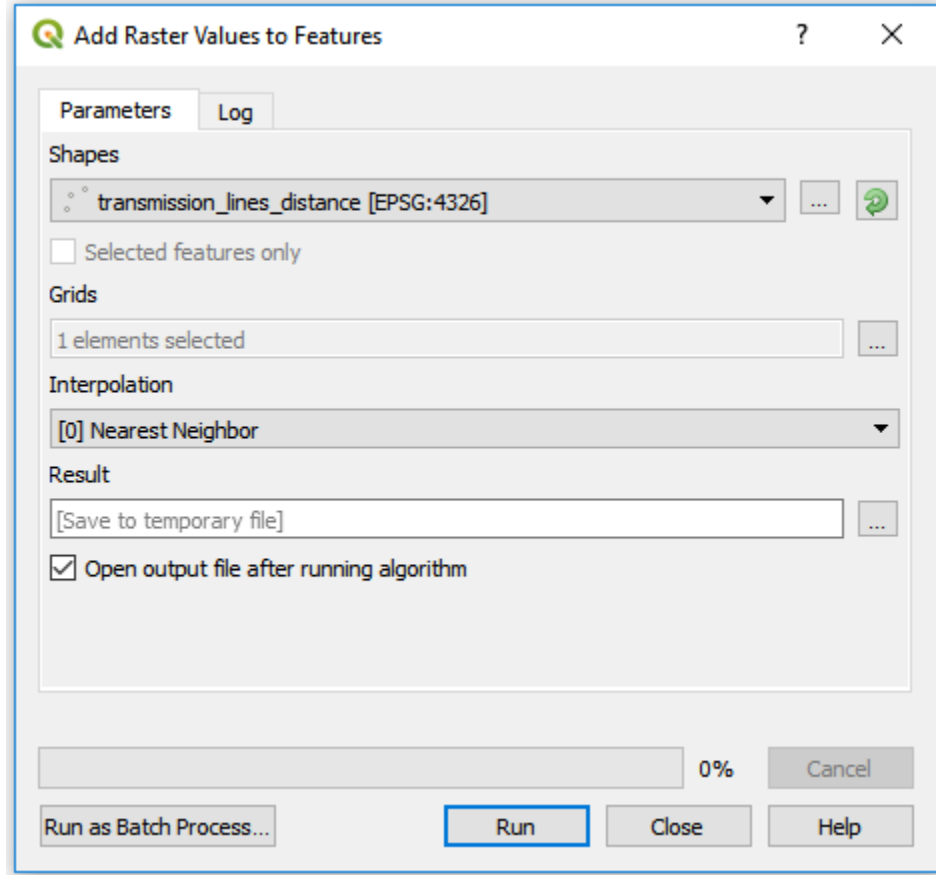 Add Raster Values to Features
?
Parameters
Log
Shapes
transmission_lines_distance [EPSG:4326]
...
Selected features only
Grids
1 elements selected
...
Interpolation
[0] Nearest Neighbor
Result
[Save to temporary file]
...
Open output file after running algorithm
0%
Cancel
Run as Batch Process...
Run
Close
Help